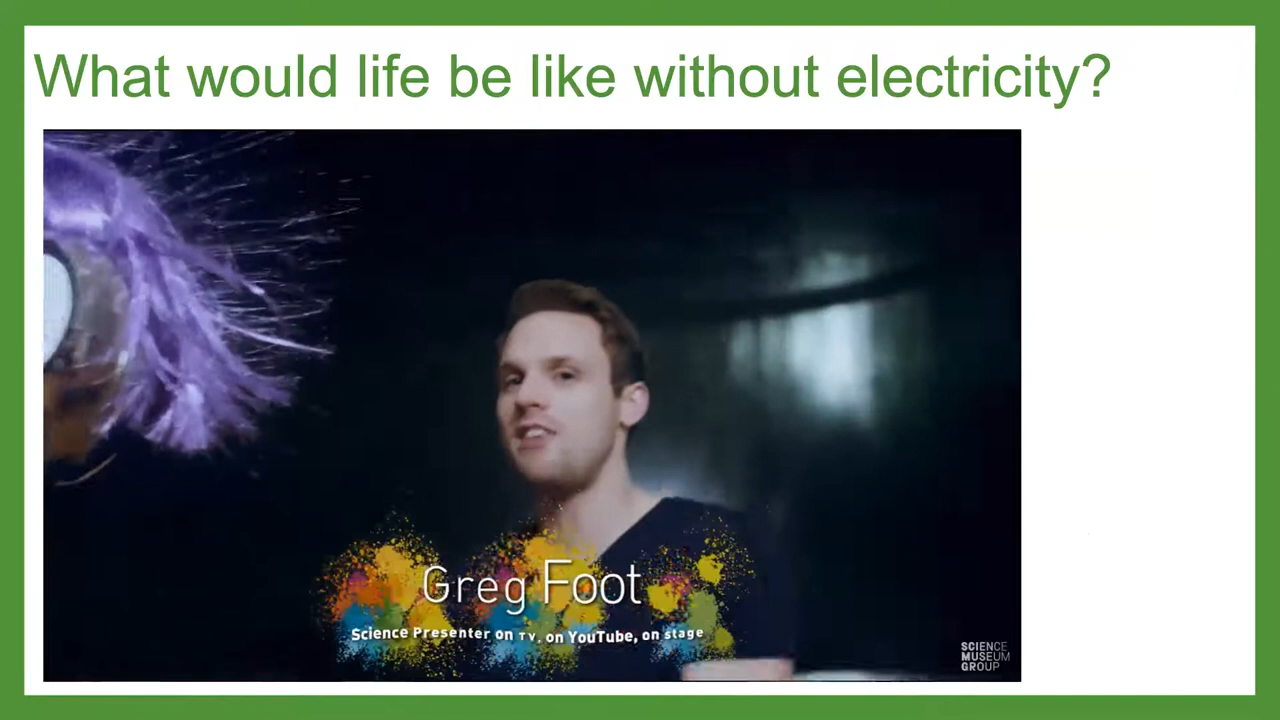 What would life be like without electricity?
Greg Foot
Science Presenter on TV, on YouTube, on stage
SCIENCE
MUSEUM
GROUP